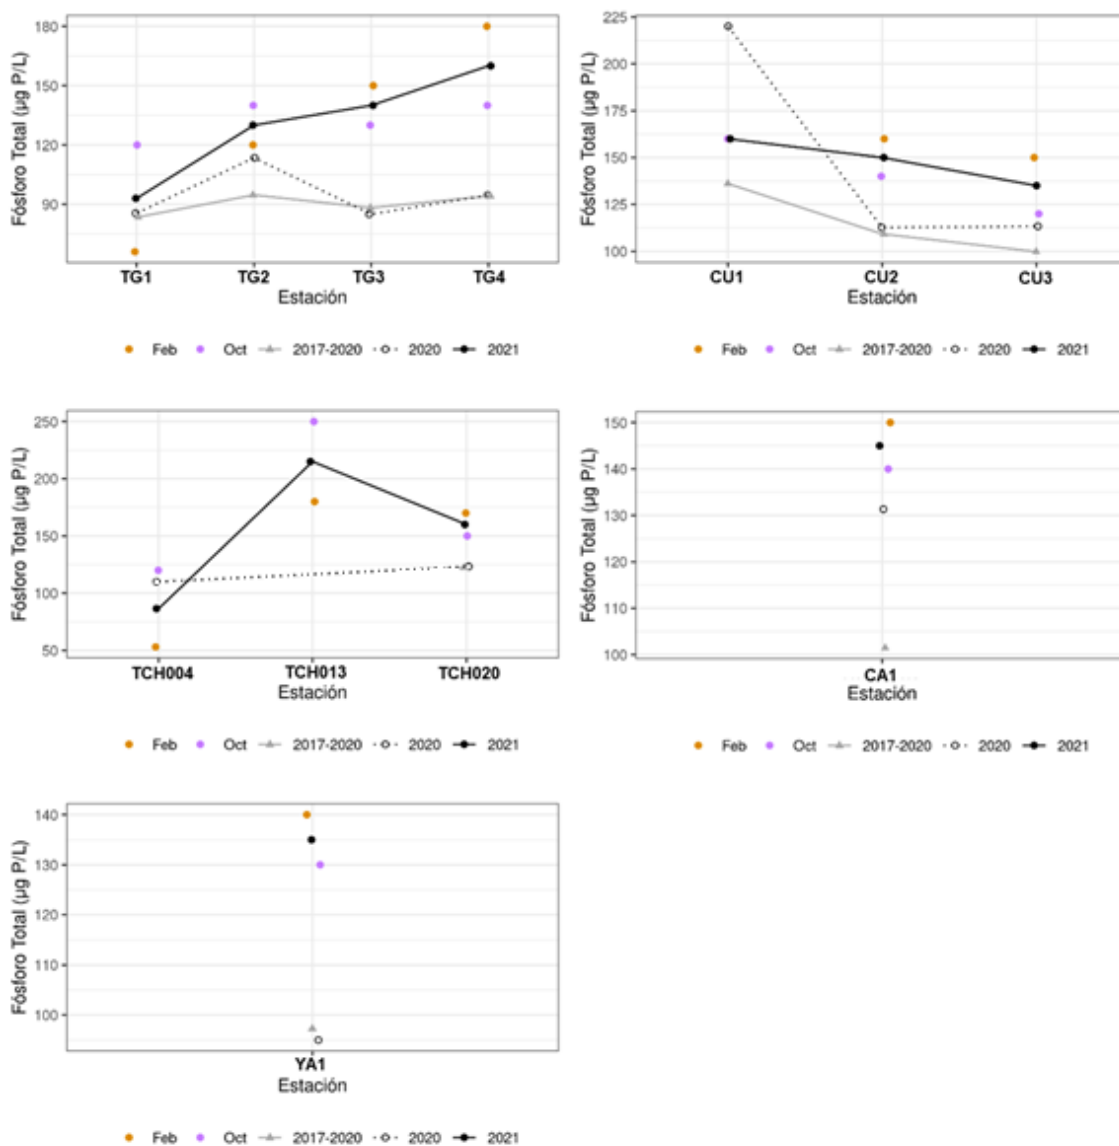 Fósforo Total (µg P/L)
180
150
120
90
TG1 TG2 TG3 TG4
Estación
Feb Oct 2017-2020 2020 2021
Fósforo Total (µg P/L)
225
200
175
150
125
100
CU1 CU2 CU3
Estación
Feb Oct 2017-2020 2020 2021
Fósforo Total (µg P/L)
250
200
150
100
50
TCH004 TCH013 TCH020
Estación
Feb Oct 2017-2020 2020 2021
Fósforo Total (µg P/L)
150
140
130
120
110
100
CA1
Estación
Feb Oct 2017-2020 2020 2021
Fósforo Total (µg P/L)
140
130
120
110
100
YA1
Estación
Feb Oct 2017-2020 2020 2021